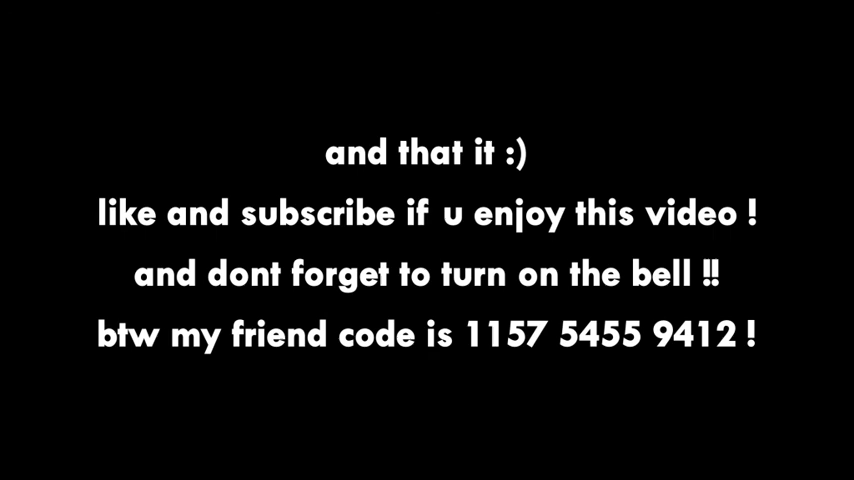 and that it :)
like and subscribe if u enjoy this video !
and dont forget to turn on the bell !!
btw my friend code is 1157 5455 9412 !